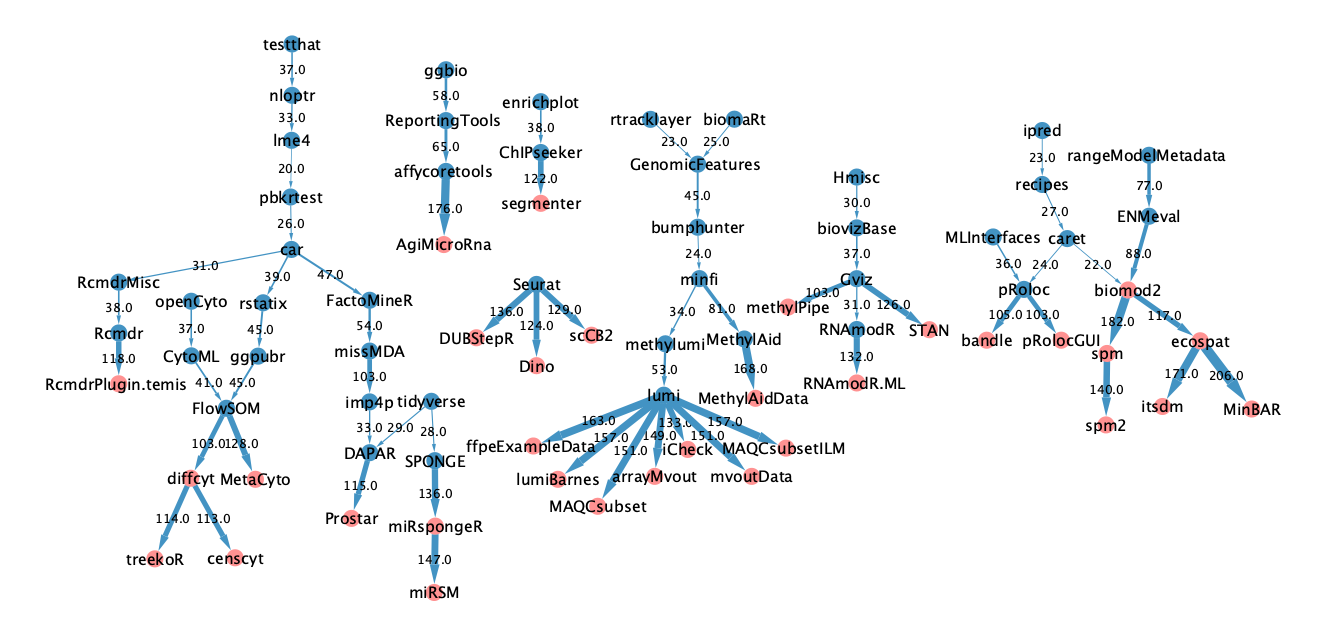 testthat
37.0
nloptr
33.0
lme4
20.0
pbkrtest
26.0
car
31.0
39.0
47.0
RcmdrMisc
38.0
Rcmdr
118.0
RcmdrPlugin.temis
openCyto
37.0
CytoML
41.0
rstatix
45.0
ggpubr
45.0
FlowSOM
103.0
128.0
diffcyt
MetaCyto
114.0
113.0
treekoR
censcyt
FactoMineR
54.0
missMDA
103.0
imp4p
tidyverse
33.0
29.0
28.0
DAPAR
SPONGE
115.0
136.0
Prostar
miRspongeR
147.0
miRSM
ggbio
58.0
ReportingTools
65.0
affycoretools
176.0
AgiMicroRna
enrichplot
38.0
ChIPseeker
122.0
segmenter
Seurat
136.0
124.0
129.0
DUBStepR
Dino
scCB2
rtracklayer
biomaRt
23.0
25.0
GenomicFeatures
45.0
bumphunter
24.0
minfi
34.0
81.0
methylumi
MethylAid
53.0
168.0
lumi
MethylAidData
163.0
157.0
151.0
149.0
133.0
151.0
157.0
ffpeExampleData
lumiBarnes
MAQCsubset
arrayMvout
iCheck
mvoutData
MAQCsubsetILM
Hmisc
30.0
biovizBase
37.0
Gviz
103.0
31.0
126.0
methylPipe
RNAmodR
STAN
132.0
RNAmodR.ML
ipred
23.0
recipes
27.0
rangeModelMetadata
77.0
ENMeval
88.0
MLInterfaces
caret
36.0
24.0
22.0
pRoloc
biomod2
105.0
103.0
bandle
pRolocGUI
182.0
117.0
spm
ecospat
140.0
171.0
206.0
spm2
itsdm
MinBAR